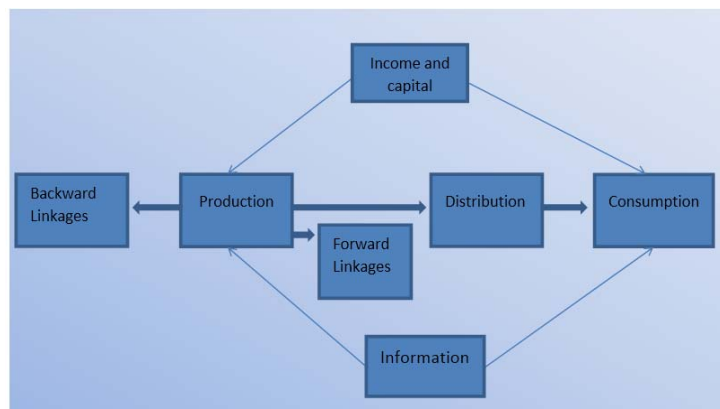 Income and
capital
Backward
Linkages
Production
Distribution
Consumption
Forward
Linkages
Information